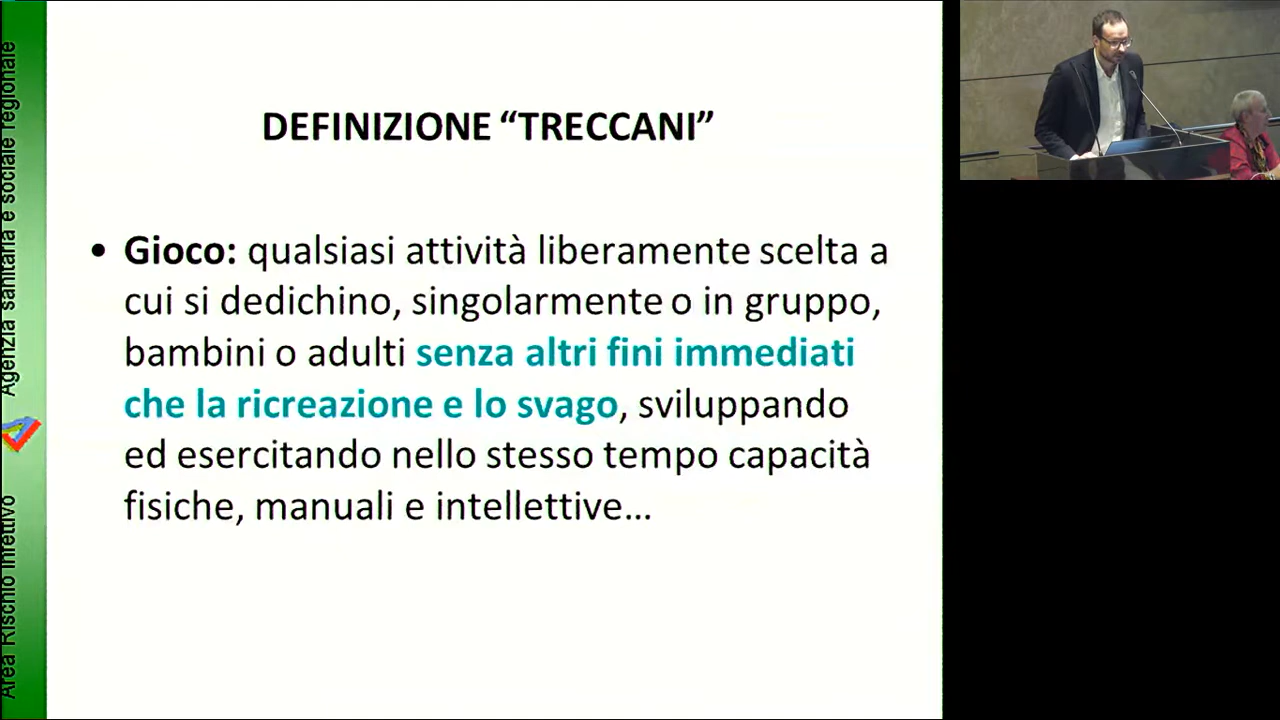 DEFINIZIONE “TRECCANI”
• Gioco: qualsiasi attività liberamente scelta a
cui si dedichino, singolarmente o in gruppo,
bambini o adulti senza altri fini immediati
che la ricreazione e lo svago, sviluppando
ed esercitando nello stesso tempo capacità
fisiche, manuali e intellettive…
Agenzia sanitaria e sociale regionale
Area Rischio Infettivo